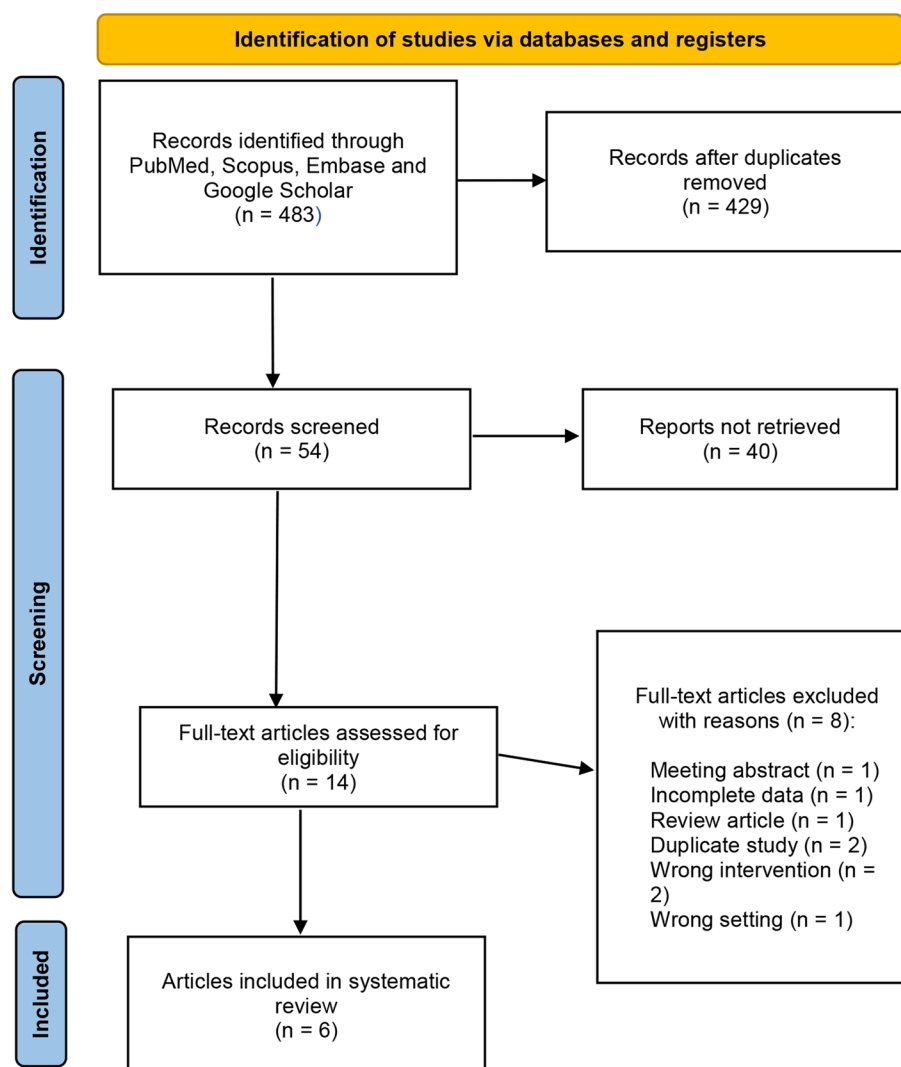 Identification of studies via databases and registers
Identification
Records identified through
PubMed, Scopus, Embase and
Google Scholar
(n = 483)
Records after duplicates
removed
(n = 429)
Screening
Records screened
(n = 54)
Reports not retrieved
(n = 40)
Full-text articles assessed for
eligibility
(n = 14)
Full-text articles excluded
with reasons (n = 8):
Meeting abstract (n = 1)
Incomplete data (n = 1)
Review article (n = 1)
Duplicate study (n = 2)
Wrong intervention (n =
2)
Wrong setting (n = 1)
Included
Articles included in systematic
review
(n = 6)